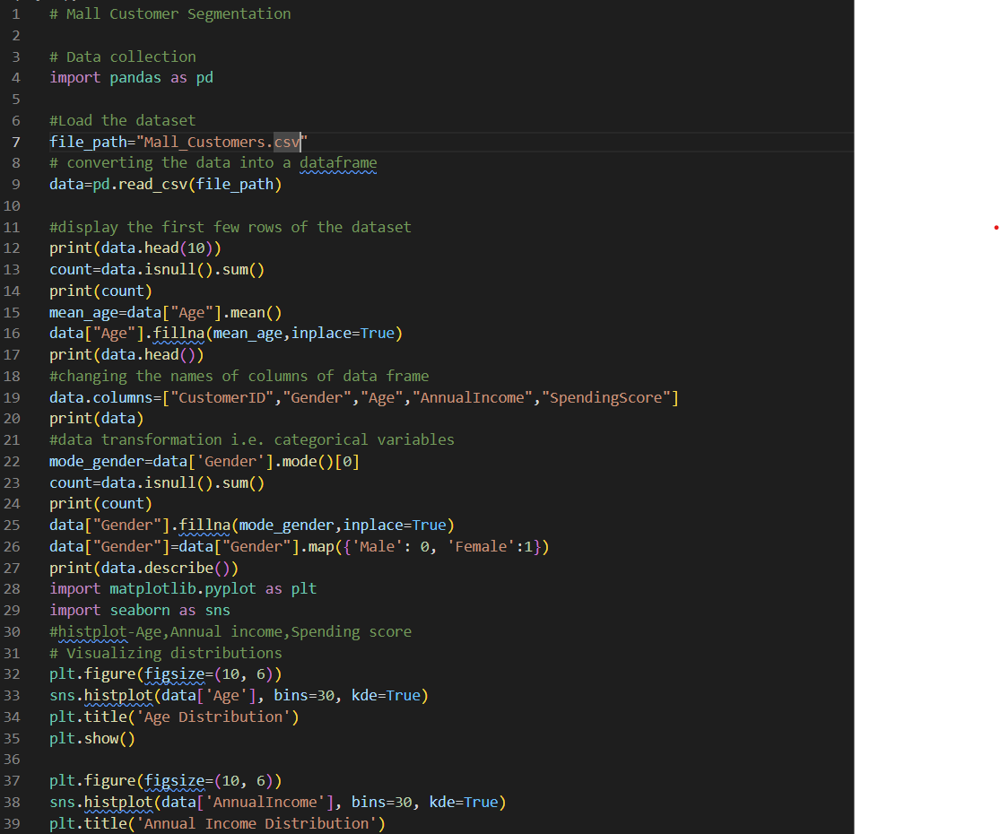 1 # Mall Customer Segmentation
2
3 # Data collection
4 import pandas as pd
5
6 #Load the dataset
7 file_path="Mall_Customers.csv"
8 # converting the data into a dataframe
9 data=pd.read_csv(file_path)
10
11 #display the first few rows of the dataset
12 print(data.head(10))
13 count=data.isnull().sum()
14 print(count)
15 mean_age=data["Age"].mean()
16 data["Age"].fillna(mean_age,inplace=True)
17 print(data.head())
18 #changing the names of columns of data frame
19 data.columns=["CustomerID","Gender","Age","AnnualIncome","SpendingScore"]
20 print(data)
21 #data transformation i.e. categorical variables
22 mode_gender=data['Gender'].mode()[0]
23 count=data.isnull().sum()
24 print(count)
25 data["Gender"].fillna(mode_gender,inplace=True)
26 data["Gender"]=data["Gender"].map({'Male': 0, 'Female':1})
27 print(data.describe())
28 import matplotlib.pyplot as plt
29 import seaborn as sns
30 #histplot-Age,Annual income,Spending score
31 # Visualizing distributions
32 plt.figure(figsize=(10, 6))
33 sns.histplot(data['Age'], bins=30, kde=True)
34 plt.title('Age Distribution')
35 plt.show()
36
37 plt.figure(figsize=(10, 6))
38 sns.histplot(data['AnnualIncome'], bins=30, kde=True)
39 plt.title('Annual Income Distribution')